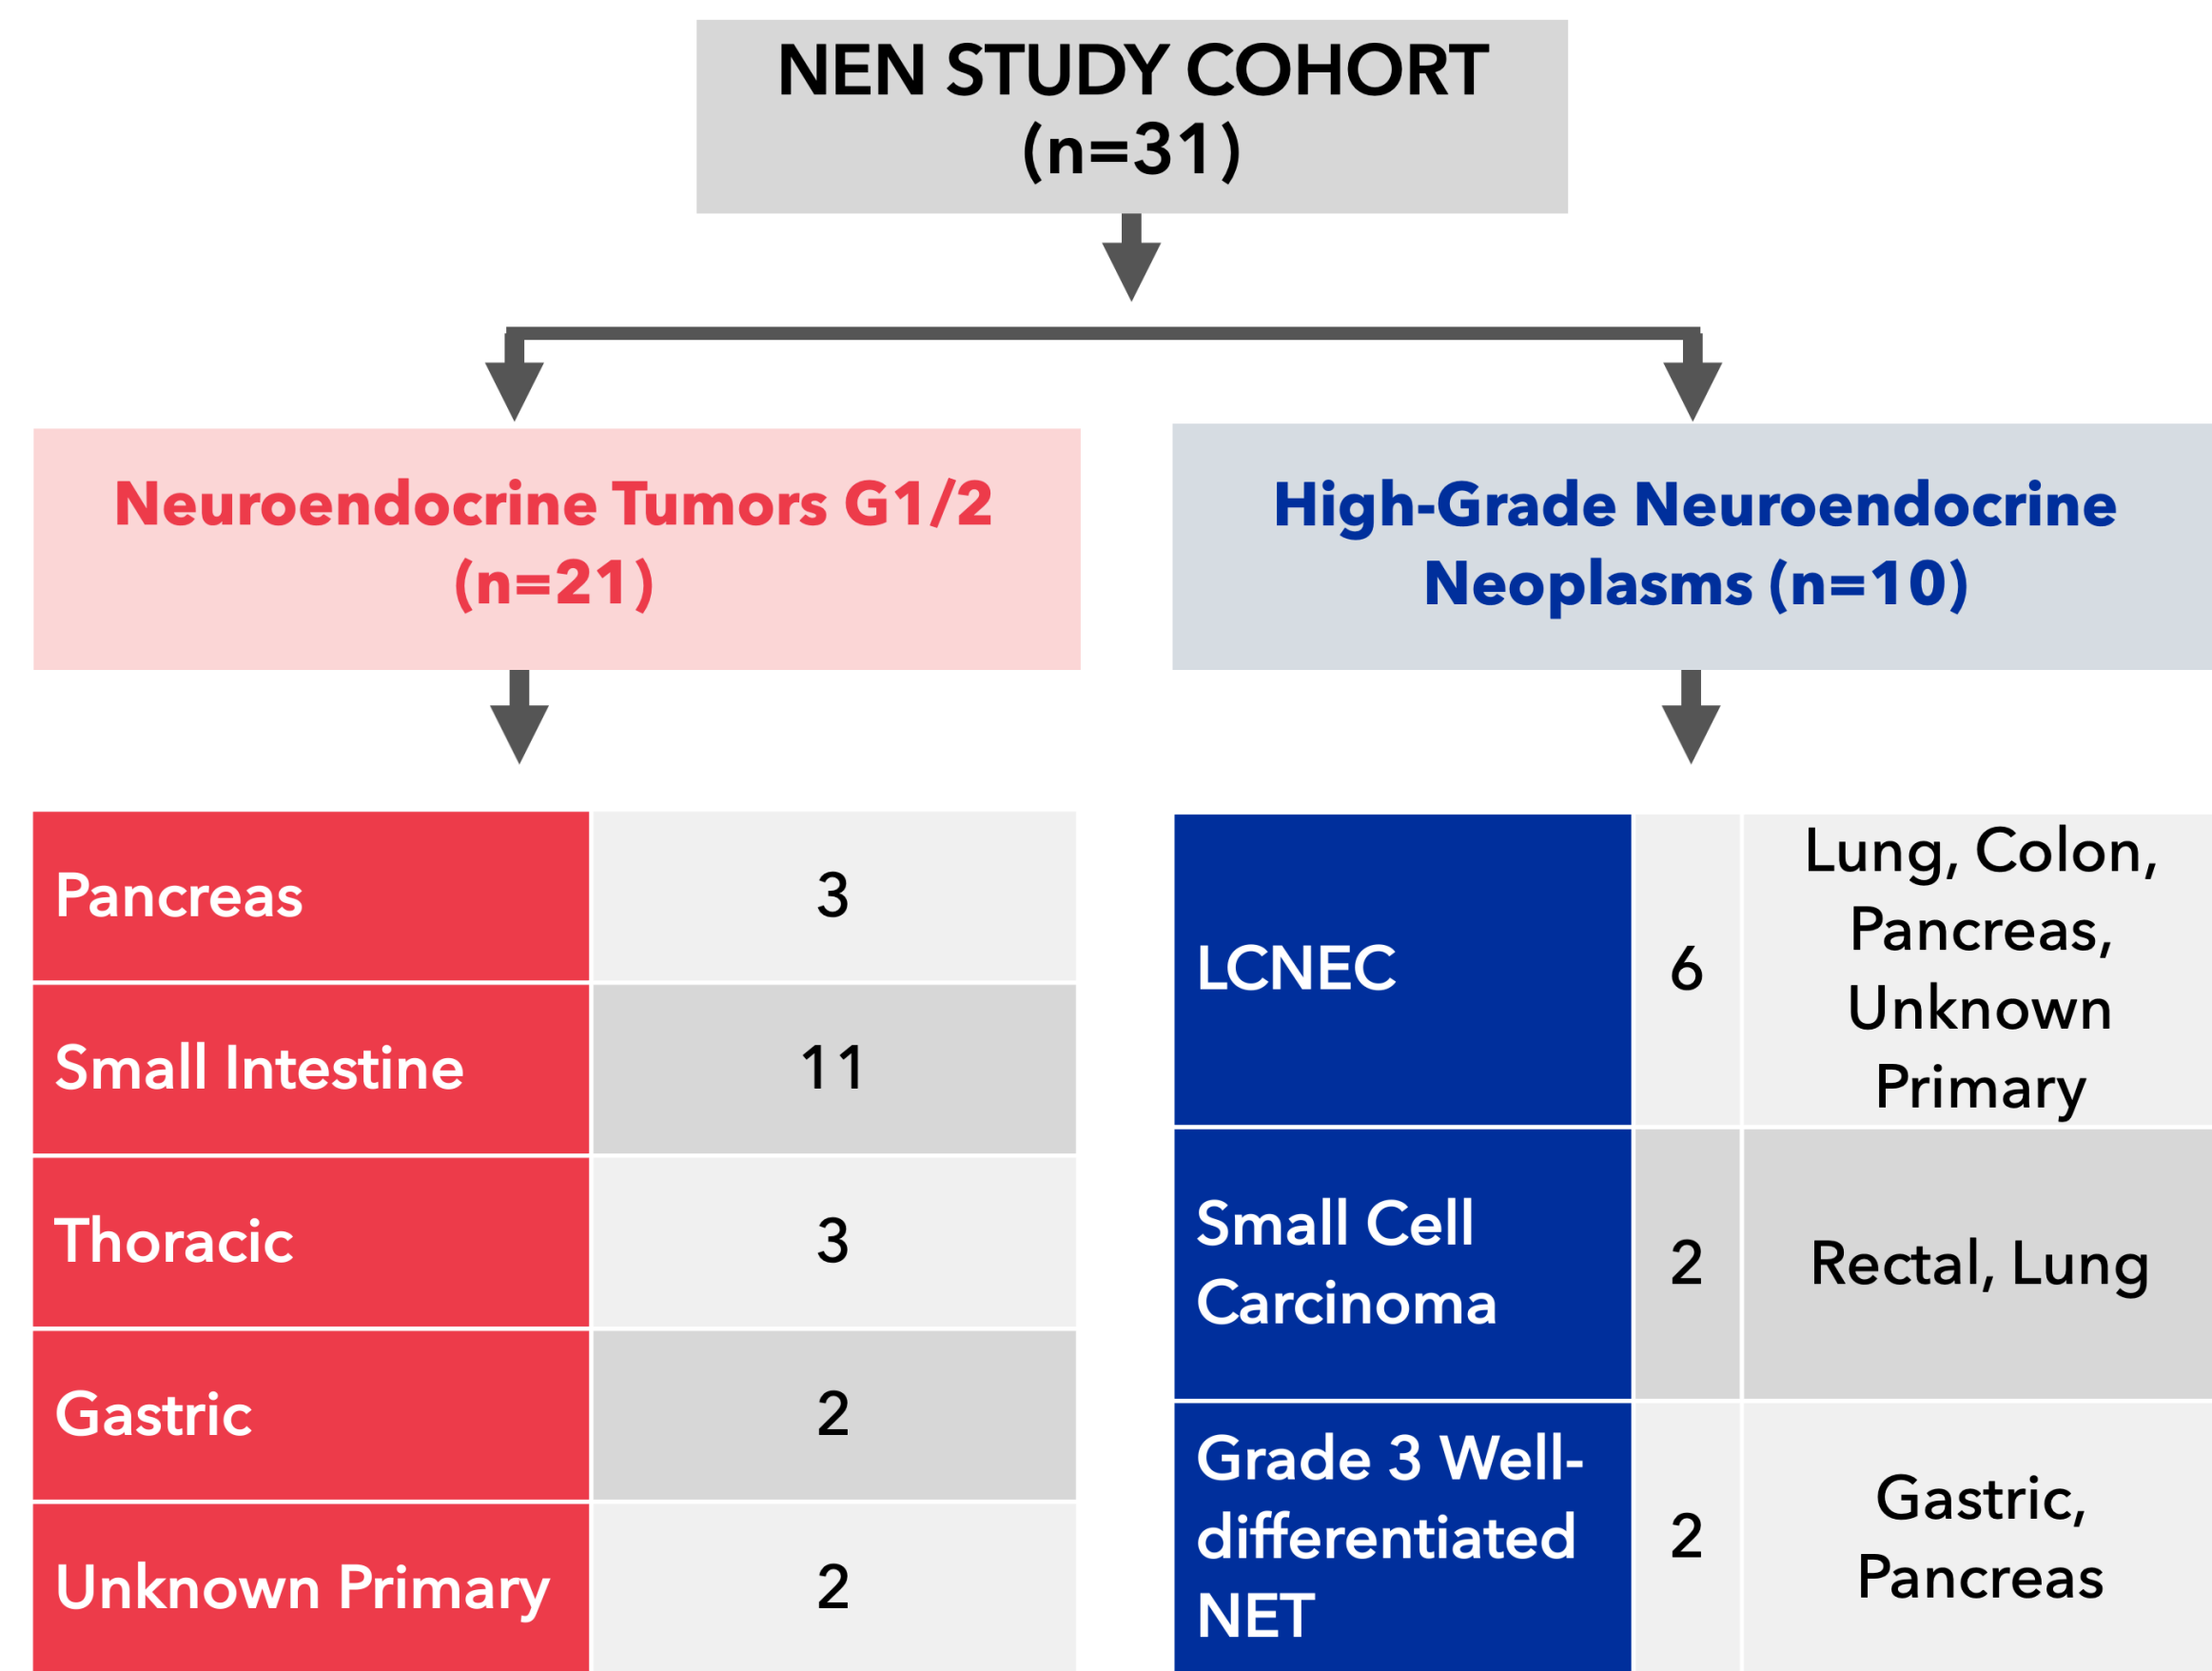 NEN STUDY COHORT
(n=31)
Neuroendocrine Tumors G1/2
(n=21)
High-Grade Neuroendocrine
Neoplasms (n=10)
Pancreas
3
Small Intestine
11
Thoracic
3
Gastric
2
Unknown Primary
2
LCNEC
6
Lung, Colon,
Pancreas,
Unknown
Primary
Small Cell
Carcinoma
2
Rectal, Lung
Grade 3 Well-
differentiated
NET
2
Gastric,
Pancreas